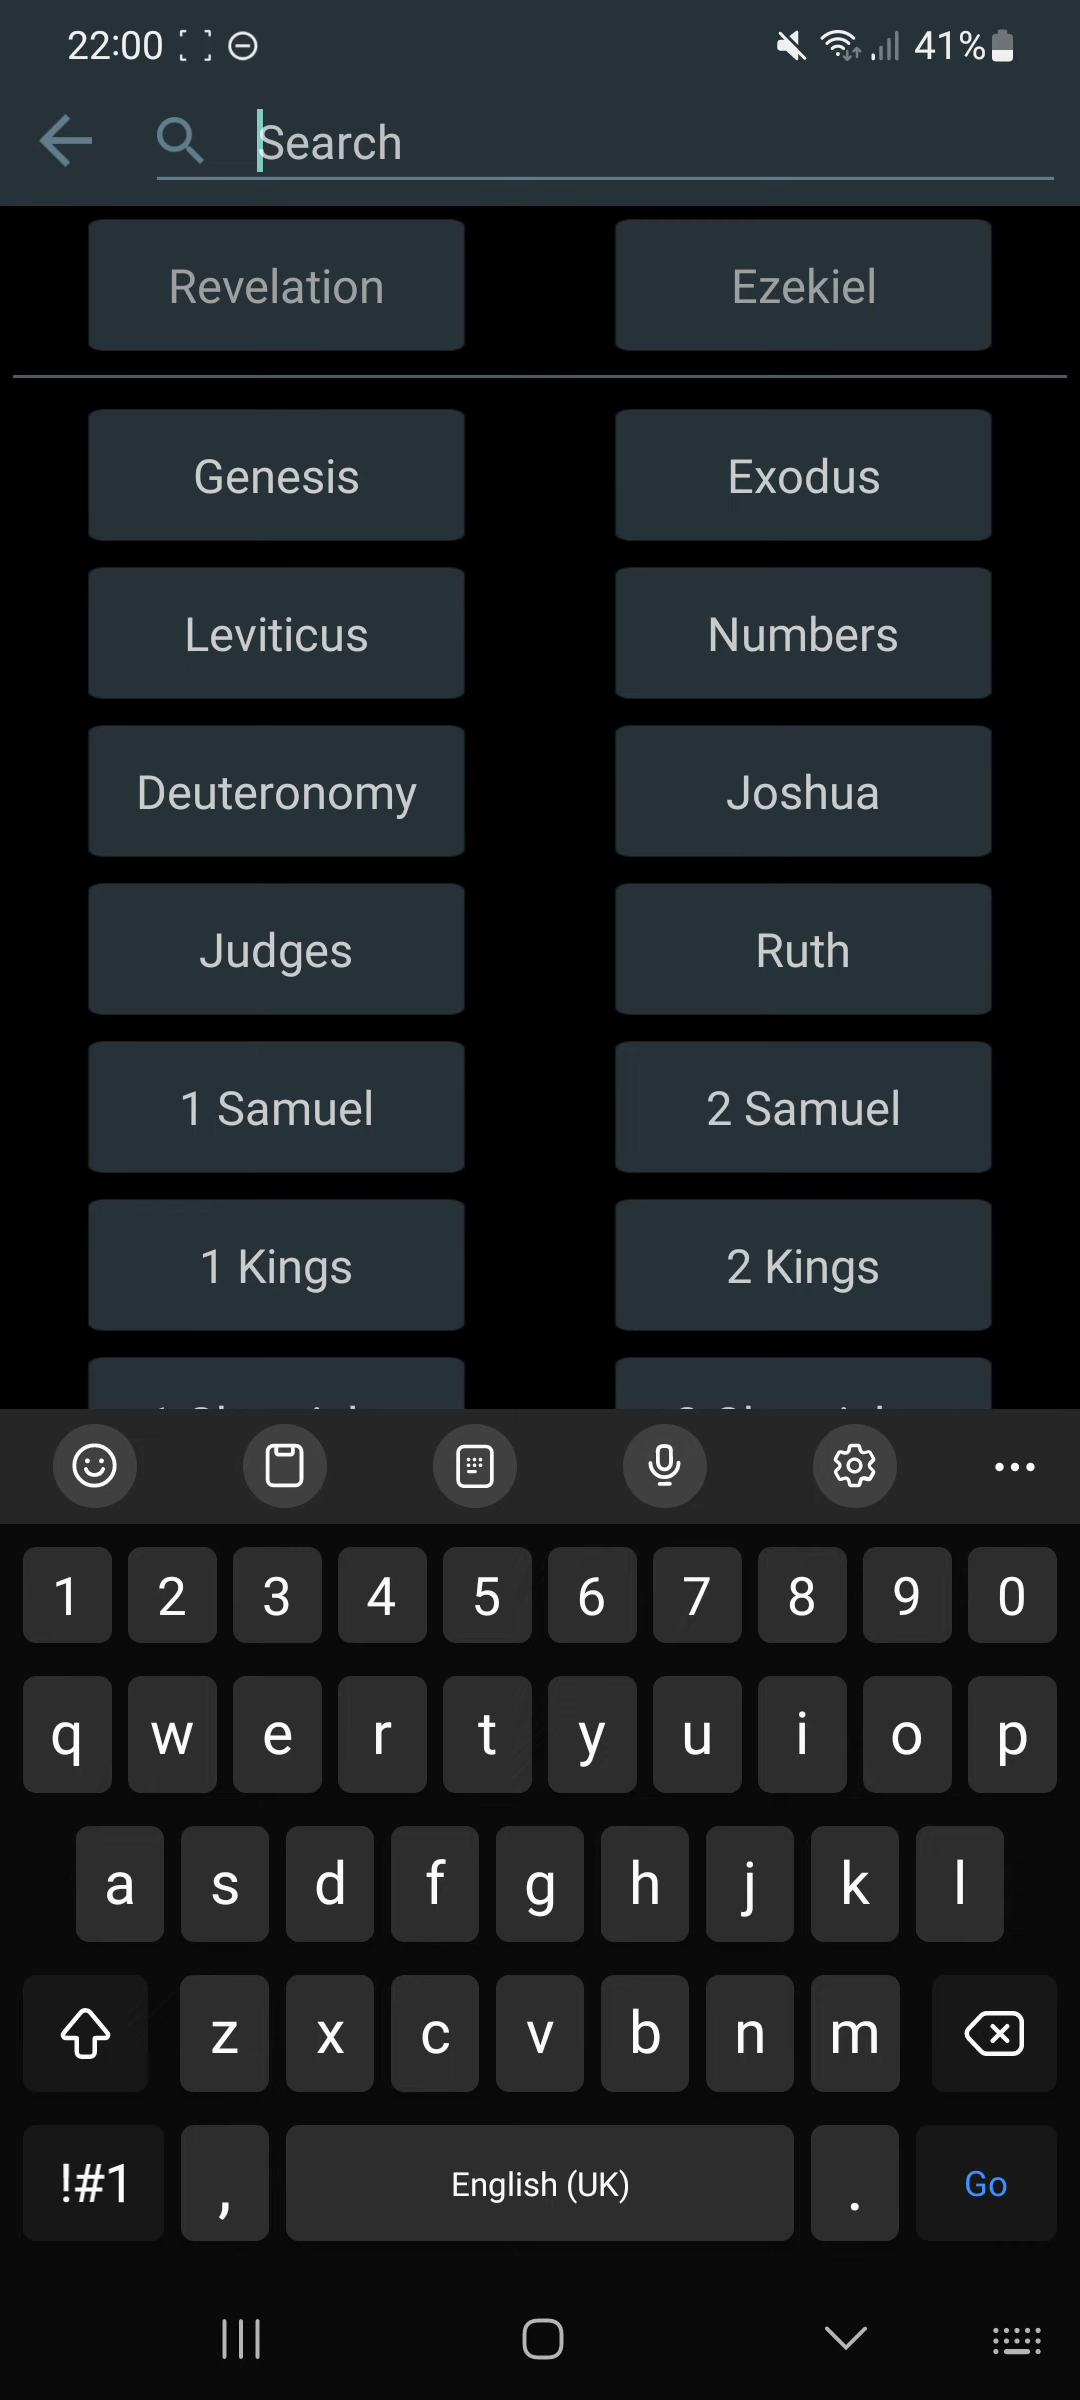 22:00 41%
Search
Revelation Ezekiel
Genesis Exodus
Leviticus Numbers
Deuteronomy Joshua
Judges Ruth
1 Samuel 2 Samuel
1 Kings 2 Kings
1 2 3 4 5 6 7 8 9 0
q w e r t y u i o p
a s d f g h j k l
z x c v b n m
!#1 , English (UK) . Go